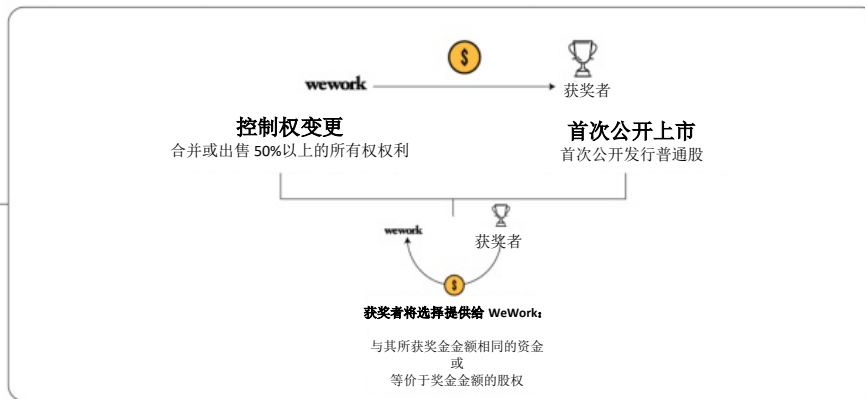 $
wework
获奖者
控制权变更
首次公开上市
合并或出售 50%以上的所有权权利
首次公开发行普通股
wework
获奖者
$
获奖者将选择提供给 WeWork:
与其所获奖金金额相同的资金
或
等价于奖金金额的股权